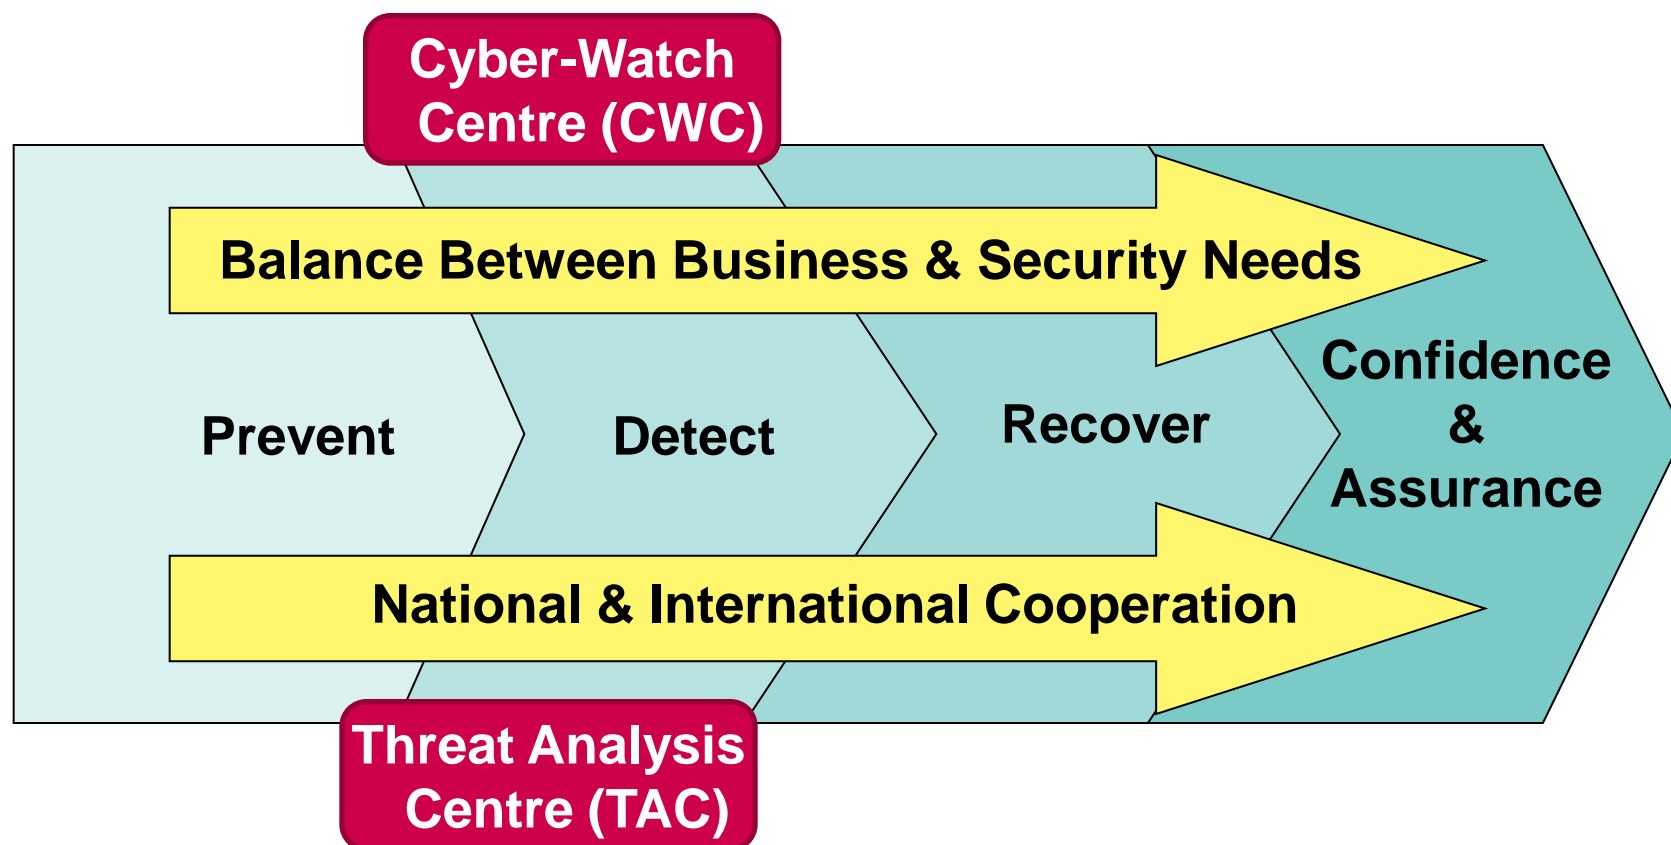 Cyber-Watch
Centre (CWC)
Balance Between Business & Security Needs
Prevent
Detect
Recover
Confidence
&
Assurance
National & International Cooperation
Threat Analysis
Centre (TAC)